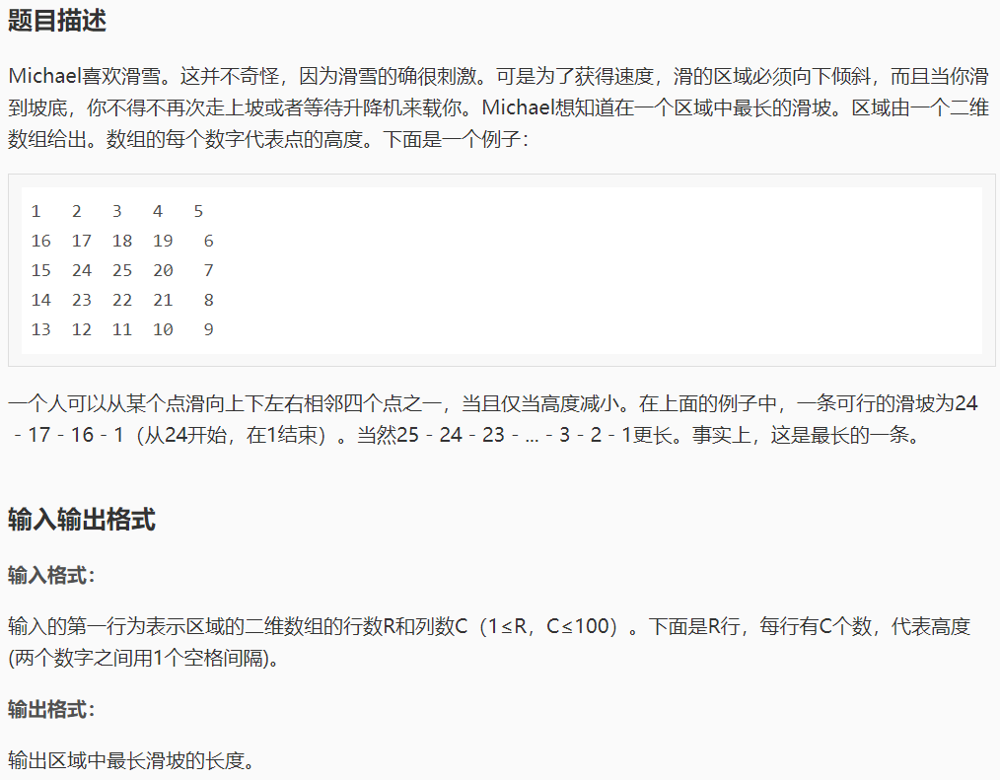 题目描述
Michael喜欢滑雪。这并不奇怪，因为滑雪的确很刺激。可是为了获得速度，滑的区域必须向下倾斜，而且当你滑
到坡底，你不得不再次走上坡或者等待升降机来载你。Michael想知道在一个区域中最长的滑坡。区域由一个二维
数组给出。数组的每个数字代表点的高度。下面是一个例子：
1 2 3 4 5
16 17 18 19 6
15 24 25 20 7
14 23 22 21 8
13 12 11 10 9
一个人可以从某个点滑向上下左右相邻四个点之一，当且仅当高度减小。在上面的例子中，一条可行的滑坡为24
- 17 - 16 - 1（从24开始，在1结束）。当然25 - 24 - 23 - ... - 3 - 2 - 1更长。事实上，这是最长的一条。
输入输出格式
输入格式：
输入的第一行为表示区域的二维数组的行数R和列数C（1≤R，C≤100）。下面是R行，每行有C个数，代表高度
(两个数字之间用1个空格间隔)。
输出格式：
输出区域中最长滑坡的长度。